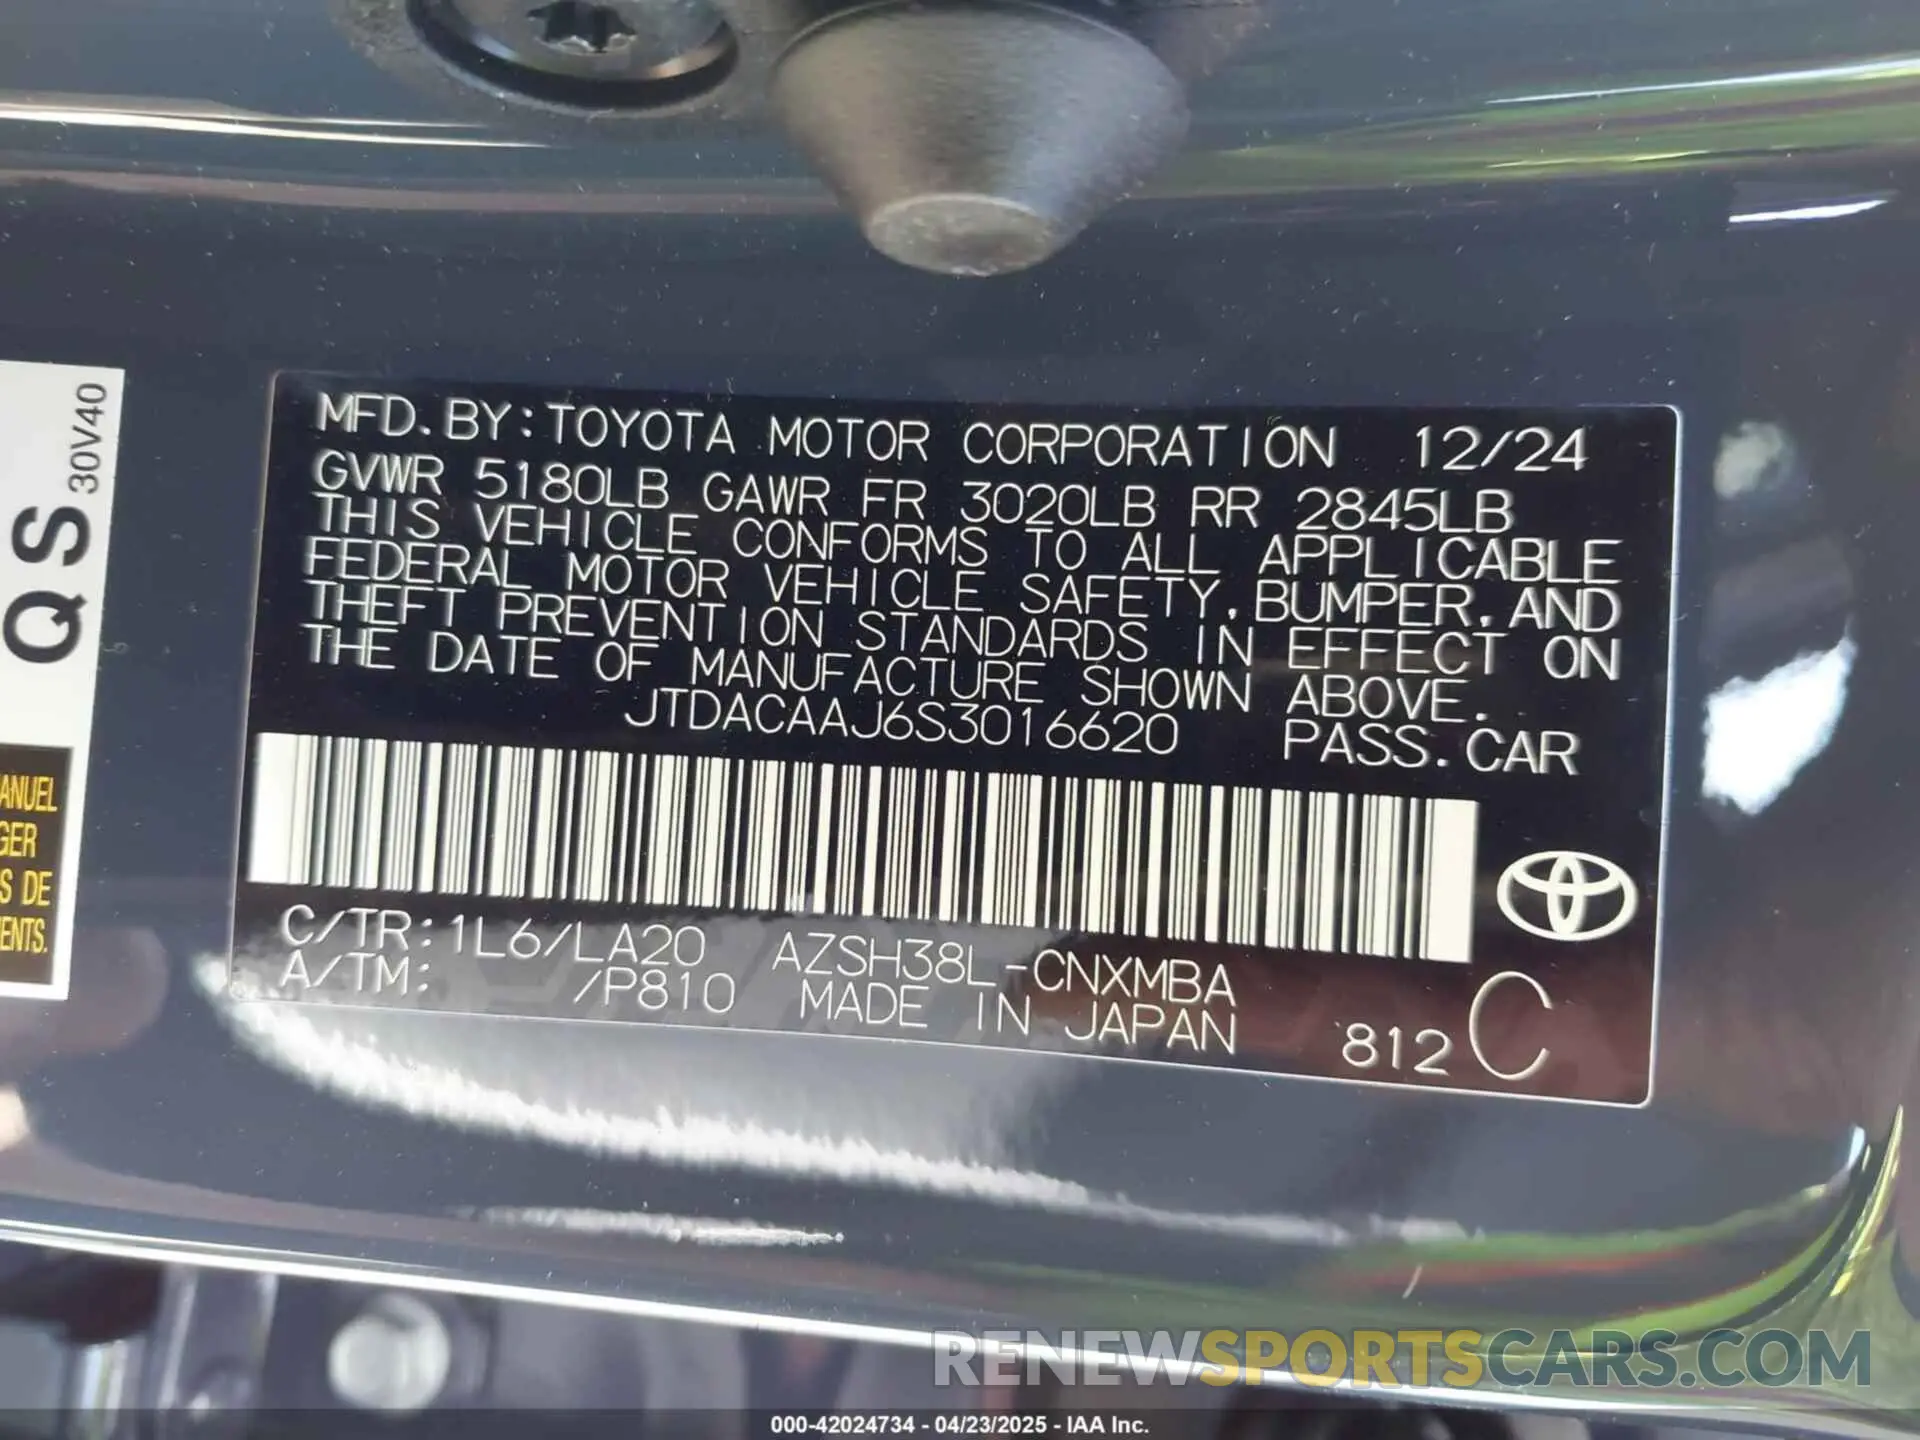 MFD. BY: TOYOTA MOTOR CORPORATION 12/24
GVWR 5180LB GAWR FR 3020LB RR 2845LB
THIS VEHICLE CONFORMS TO ALL APPLICABLE
FEDERAL MOTOR VEHICLE SAFETY, BUMPER, AND
THEFT PREVENTION STANDARDS IN EFFECT ON
THE DATE OF MANUFACTURE SHOWN ABOVE.
JTDACAAJ6S3016620 PASS. CAR
C/TR: 1L6/LA20 AZSH38L-CNXMBA
A/TM: /P810 MADE IN JAPAN 812 C
QS 30V40
ANUEL
GER
S DE
ENTS.
RENEWSPORTSCARS.COM
000-42024734 - 04/23/2025 - IAA Inc.